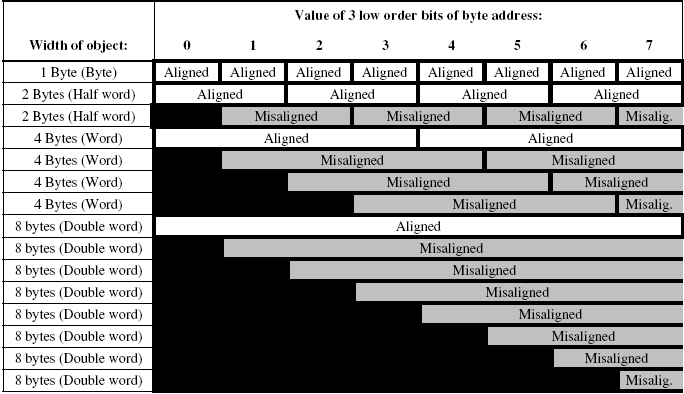 Value of 3 low order bits of byte address:
Width of object: 0 1 2 3 4 5 6 7
1 Byte (Byte) Aligned Aligned Aligned Aligned Aligned Aligned Aligned Aligned
2 Bytes (Half word) Aligned Aligned Aligned Aligned
2 Bytes (Half word) Misaligned Misaligned Misaligned Misalig.
4 Bytes (Word) Aligned Aligned
4 Bytes (Word) Misaligned Misaligned
4 Bytes (Word) Misaligned Misaligned
4 Bytes (Word) Misaligned Misalig.
8 bytes (Double word) Aligned
8 bytes (Double word) Misaligned
8 bytes (Double word) Misaligned
8 bytes (Double word) Misaligned
8 bytes (Double word) Misaligned
8 bytes (Double word) Misaligned
8 bytes (Double word) Misaligned
8 bytes (Double word) Misalig.